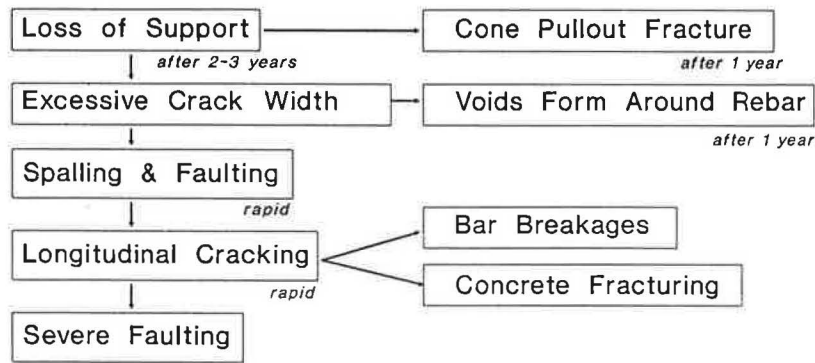 Loss of Support
Cone Pullout Fracture
after 2-3 years
after 1 year
Excessive Crack Width
Voids Form Around Rebar
after 1 year
Spalling & Faulting
rapid
Longitudinal Cracking
Bar Breakages
rapid
Concrete Fracturing
Severe Faulting